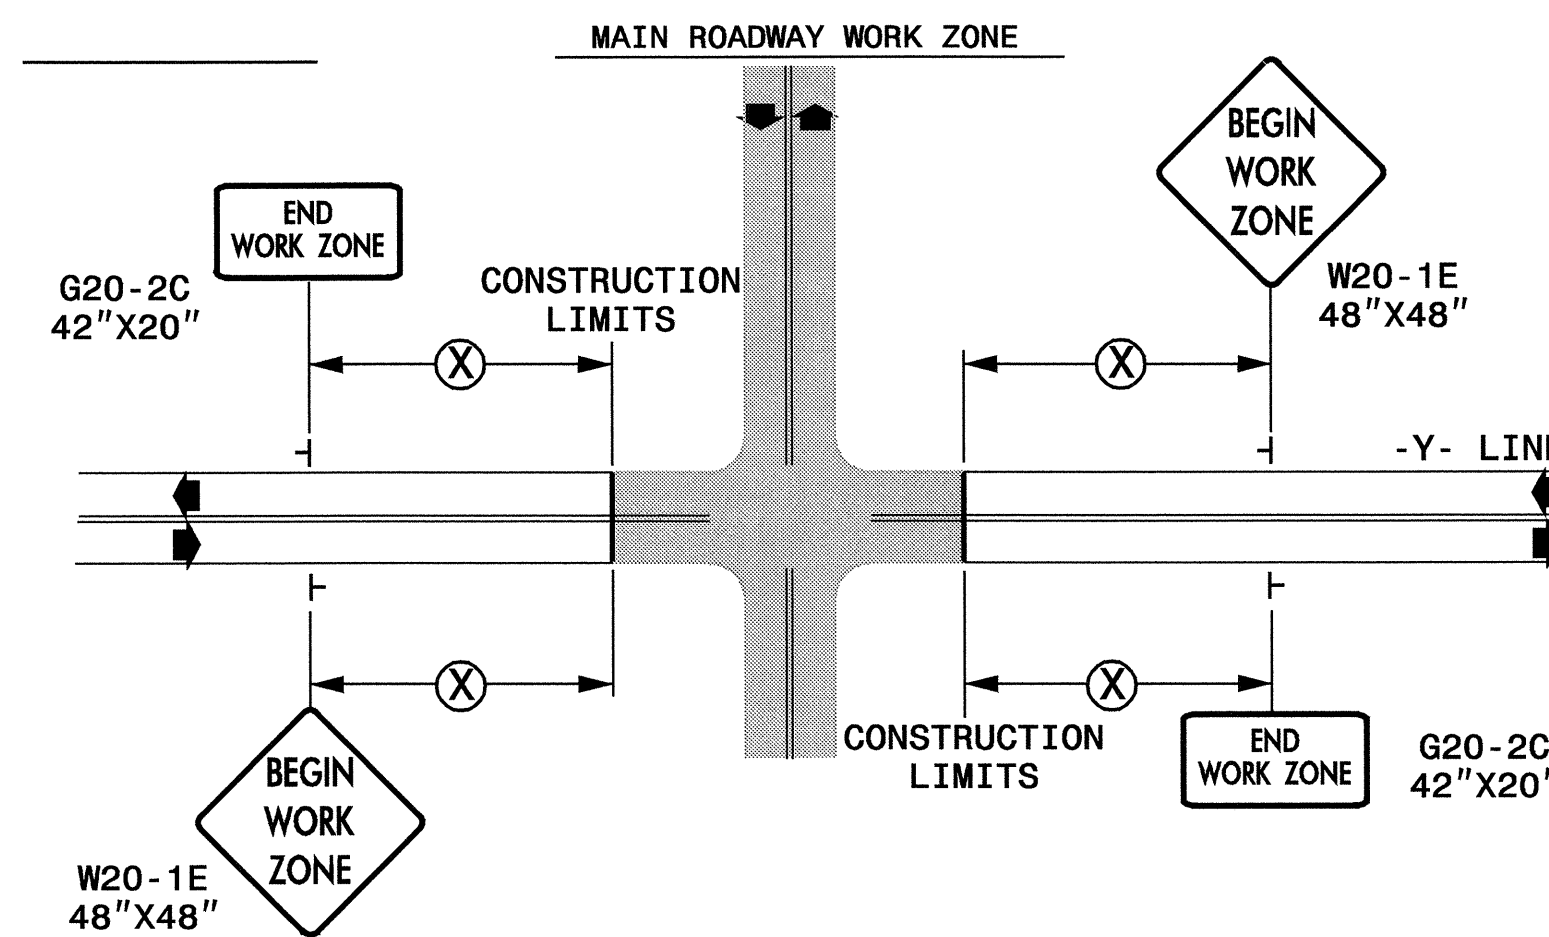 MAIN ROADWAY WORK ZONE
BEGIN
WORK
ZONE
END
WORK ZONE
G20-2C
42"X20"
CONSTRUCTION
LIMITS
W20-1E
48"X48"
X
X
-Y- LIN
X
X
CONSTRUCTION
LIMITS
END
WORK ZONE
G20-2C
42"X20"
BEGIN
WORK
ZONE
W20-1E
48"X48"